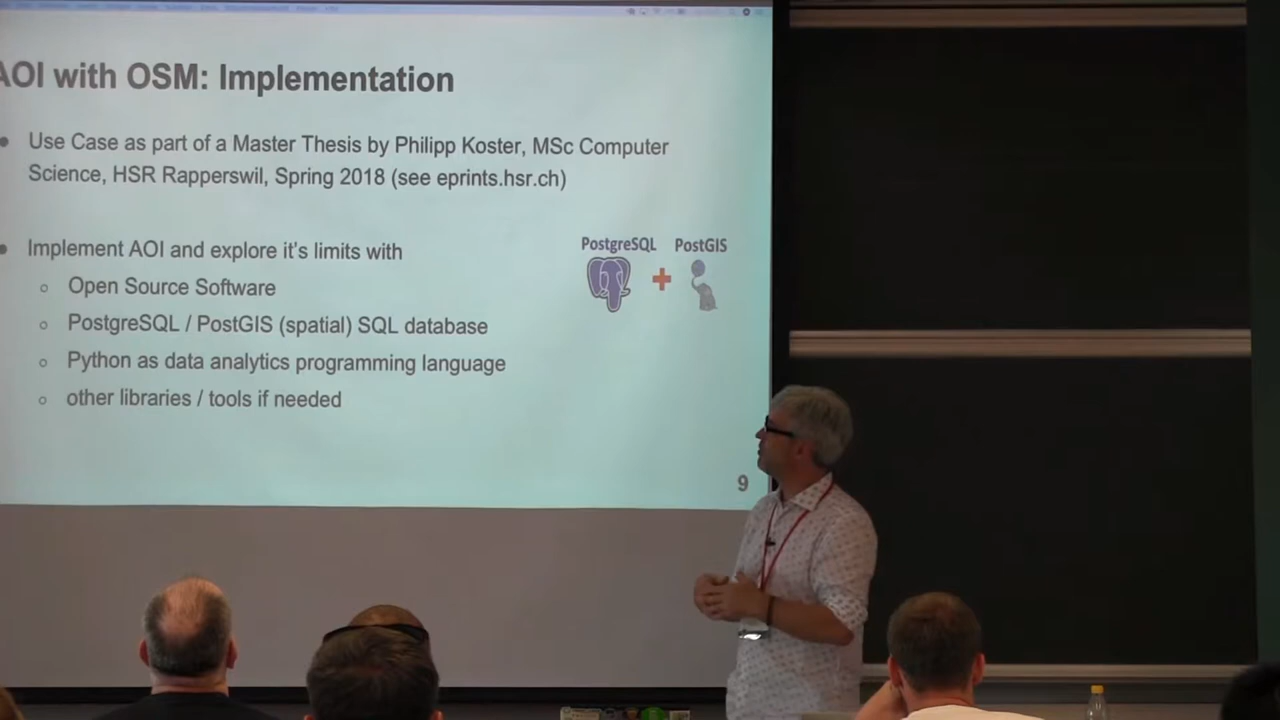 AOI with OSM: Implementation
Use Case as part of a Master Thesis by Philipp Koster, MSc Computer
Science, HSR Rapperswil, Spring 2018 (see eprints.hsr.ch)
Implement AOI and explore it's limits with
Open Source Software
PostgreSQL / PostGIS (spatial) SQL database
Python as data analytics programming language
other libraries / tools if needed
PostgreSQL PostGIS
9